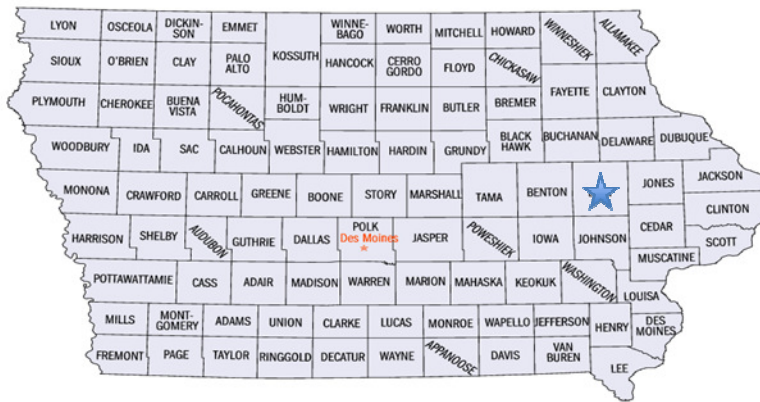 LYON OSCEOLA DICKIN-
SON EMMET WINNE-
BAGO WORTH MITCHELL HOWARD WINNESHIEK ALLAMAKEE
KOSSUTH
SIOUX O'BRIEN CLAY PALO
ALTO HANCOCK CERRO
GORDO FLOYD CHICKASAW
FAYETTE CLAYTON
PLYMOUTH CHEROKEE BUENA
VISTA POCAHONTAS HUM-
BOLDT WRIGHT FRANKLIN BUTLER BREMER
WOODBURY IDA SAC CALHOUN WEBSTER HAMILTON HARDIN GRUNDY BLACK
HAWK BUCHANAN DELAWARE DUBUQUE
MONONA CRAWFORD CARROLL GREENE BOONE STORY MARSHALL TAMA BENTON JONES JACKSON
CLINTON
HARRISON SHELBY AUDUBON GUTHRIE DALLAS POLK
Des Moines
* JASPER POWESHIEK IOWA JOHNSON CEDAR SCOTT
MUSCATINE
POTTAWATTAMIE CASS ADAIR MADISON WARREN MARION MAHASKA KEOKUK WASHINGTON LOUISA
MILLS MONT-
GOMERY ADAMS UNION CLARKE LUCAS MONROE WAPELLO JEFFERSON HENRY DES
MOINES
FREMONT PAGE TAYLOR RINGGOLD DECATUR WAYNE APPANOOSE DAVIS VAN
BUREN LEE